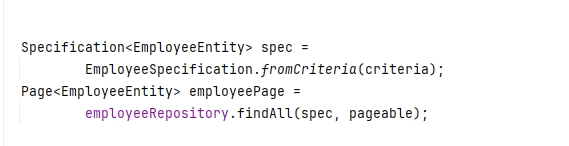 Specification<EmployeeEntity> spec =
EmployeeSpecification.fromCriteria(criteria);
Page<EmployeeEntity> employeePage =
employeeRepository.findAll(spec, pageable);